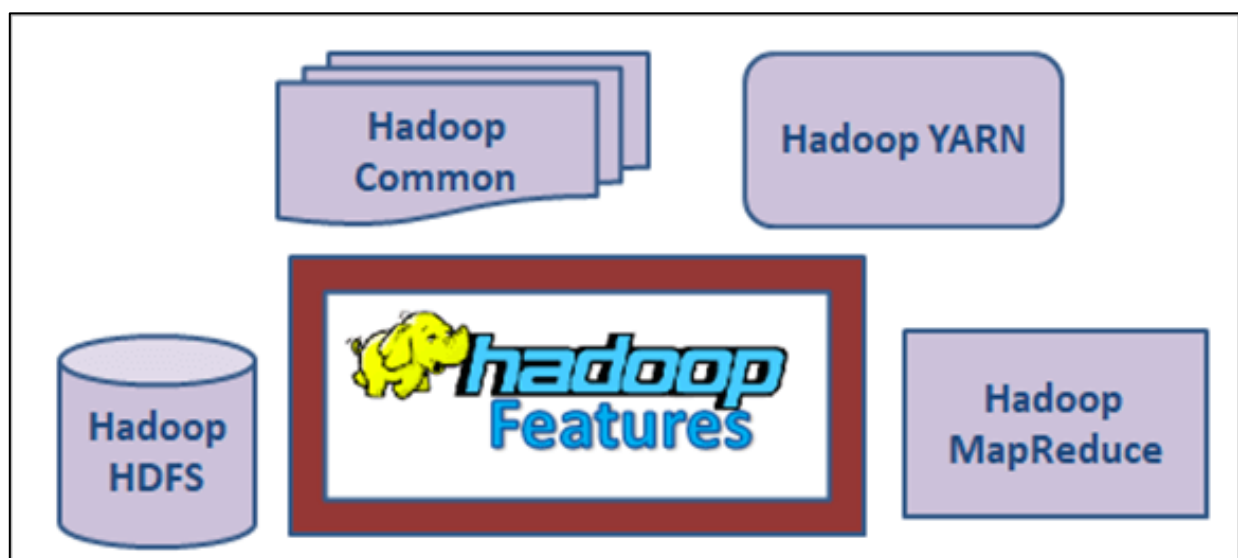 Hadoop
Common
Hadoop YARN
hadoop
Features
Hadoop
HDFS
Hadoop
MapReduce